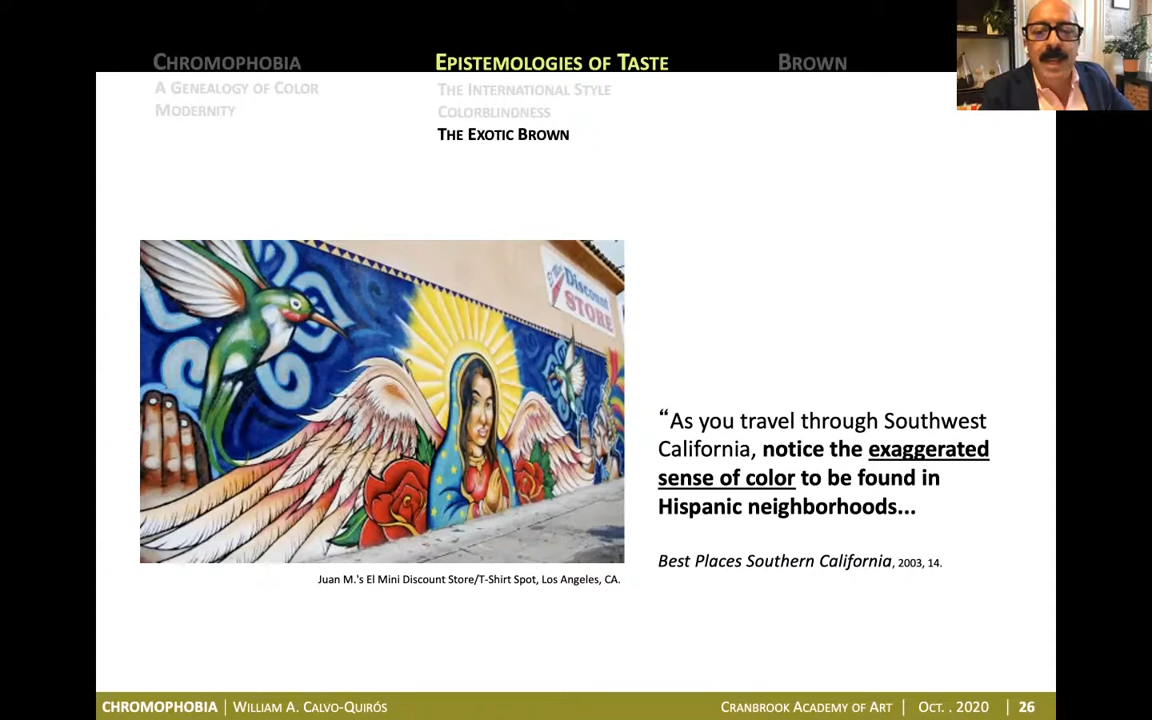 CHROMOPHOBIA
A GENEALOGY OF COLOR
MODERNITY
EPISTEMOLOGIES OF TASTE
THE INTERNATIONAL STYLE
COLORBLINDNESS
THE EXOTIC BROWN
BROWN
Discount
STORE
Juan M.'s El Mini Discount Store/T-Shirt Spot, Los Angeles, CA.
“As you travel through Southwest
California, notice the exaggerated
sense of color to be found in
Hispanic neighborhoods...
Best Places Southern California, 2003, 14.
CHROMOPHOBIA | WILLIAM A. CALVO-QUIRÓS
CRANBROOK ACADEMY OF ART | OCT. . 2020 | 26